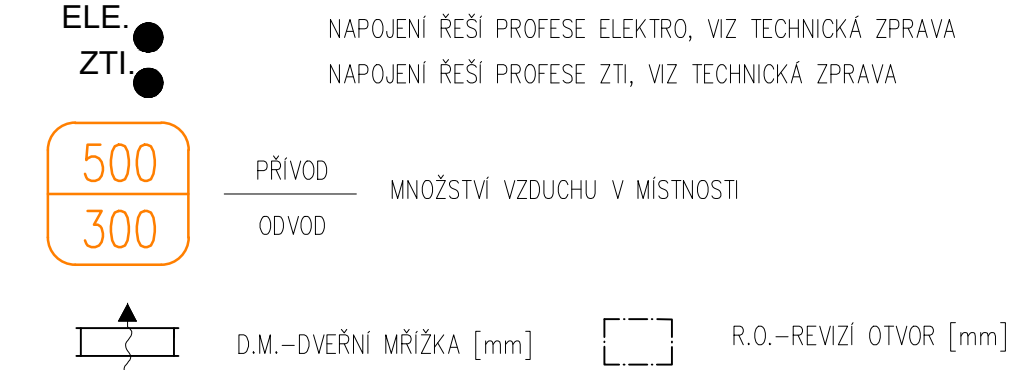 ELE. NAPOJENÍ ŘEŠÍ PROFESE ELEKTRO, VIZ TECHNICKÁ ZPRAVA
ZTI. NAPOJENÍ ŘEŠÍ PROFESE ZTI, VIZ TECHNICKÁ ZPRAVA
500
300
PŘÍVOD
ODVOD
MNOŽSTVÍ VZDUCHU V MÍSTNOSTI
D.M.–DVEŘNÍ MŘÍŽKA [mm]
R.O.–REVIZÍ OTVOR [mm]